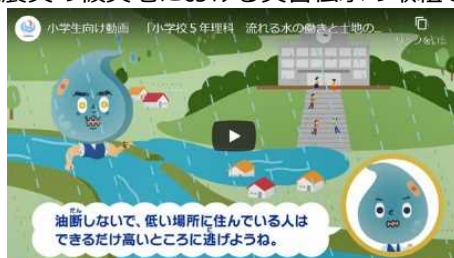 小学生向け動画 「小学校5年理科 流れる水の働きと土地の...
油断しないで、低い場所に住んでいる人は
できるだけ高いところに逃げようね。